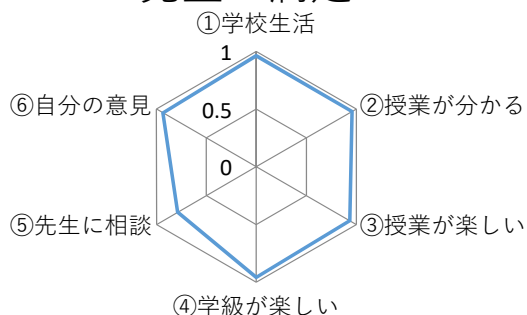 ①学校生活
1
⑥自分の意見
0.5
②授業が分かる
0
⑤先生に相談
③授業が楽しい
④学級が楽しい